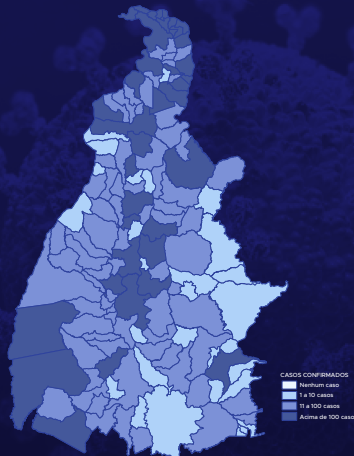 CASOS CONFIRMADOS
Nenhum caso
1 a 10 casos
11 a 100 casos
Acima de 100 casos